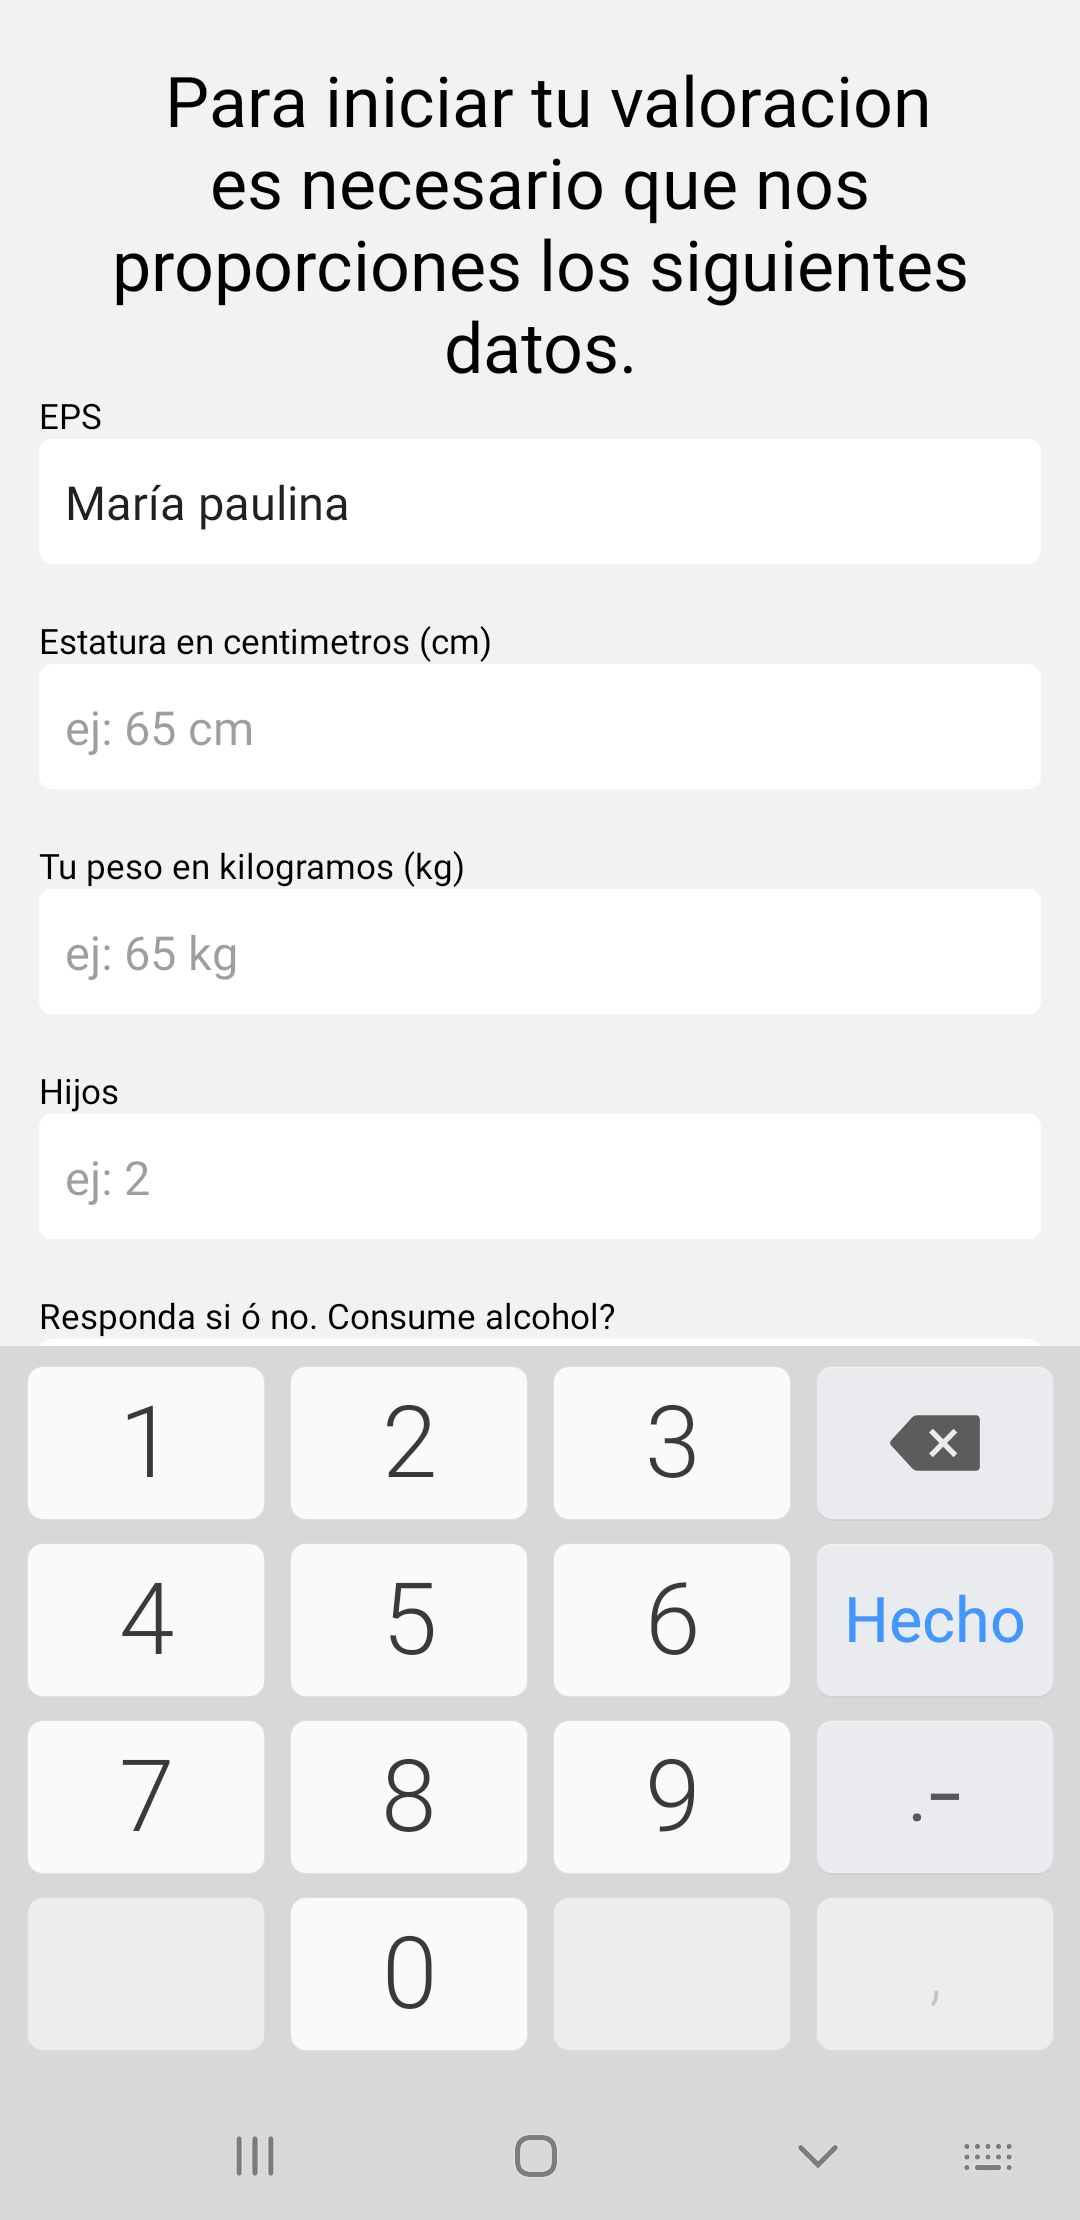 Para iniciar tu valoracion
es necesario que nos
proporciones los siguientes
datos.
EPS
María paulina
Estatura en centimetros (cm)
ej: 65 cm
Tu peso en kilogramos (kg)
ej: 65 kg
Hijos
ej: 2
Responda si ó no. Consume alcohol?
1 2 3
4 5 6 Hecho
7 8 9 .-
0 ,